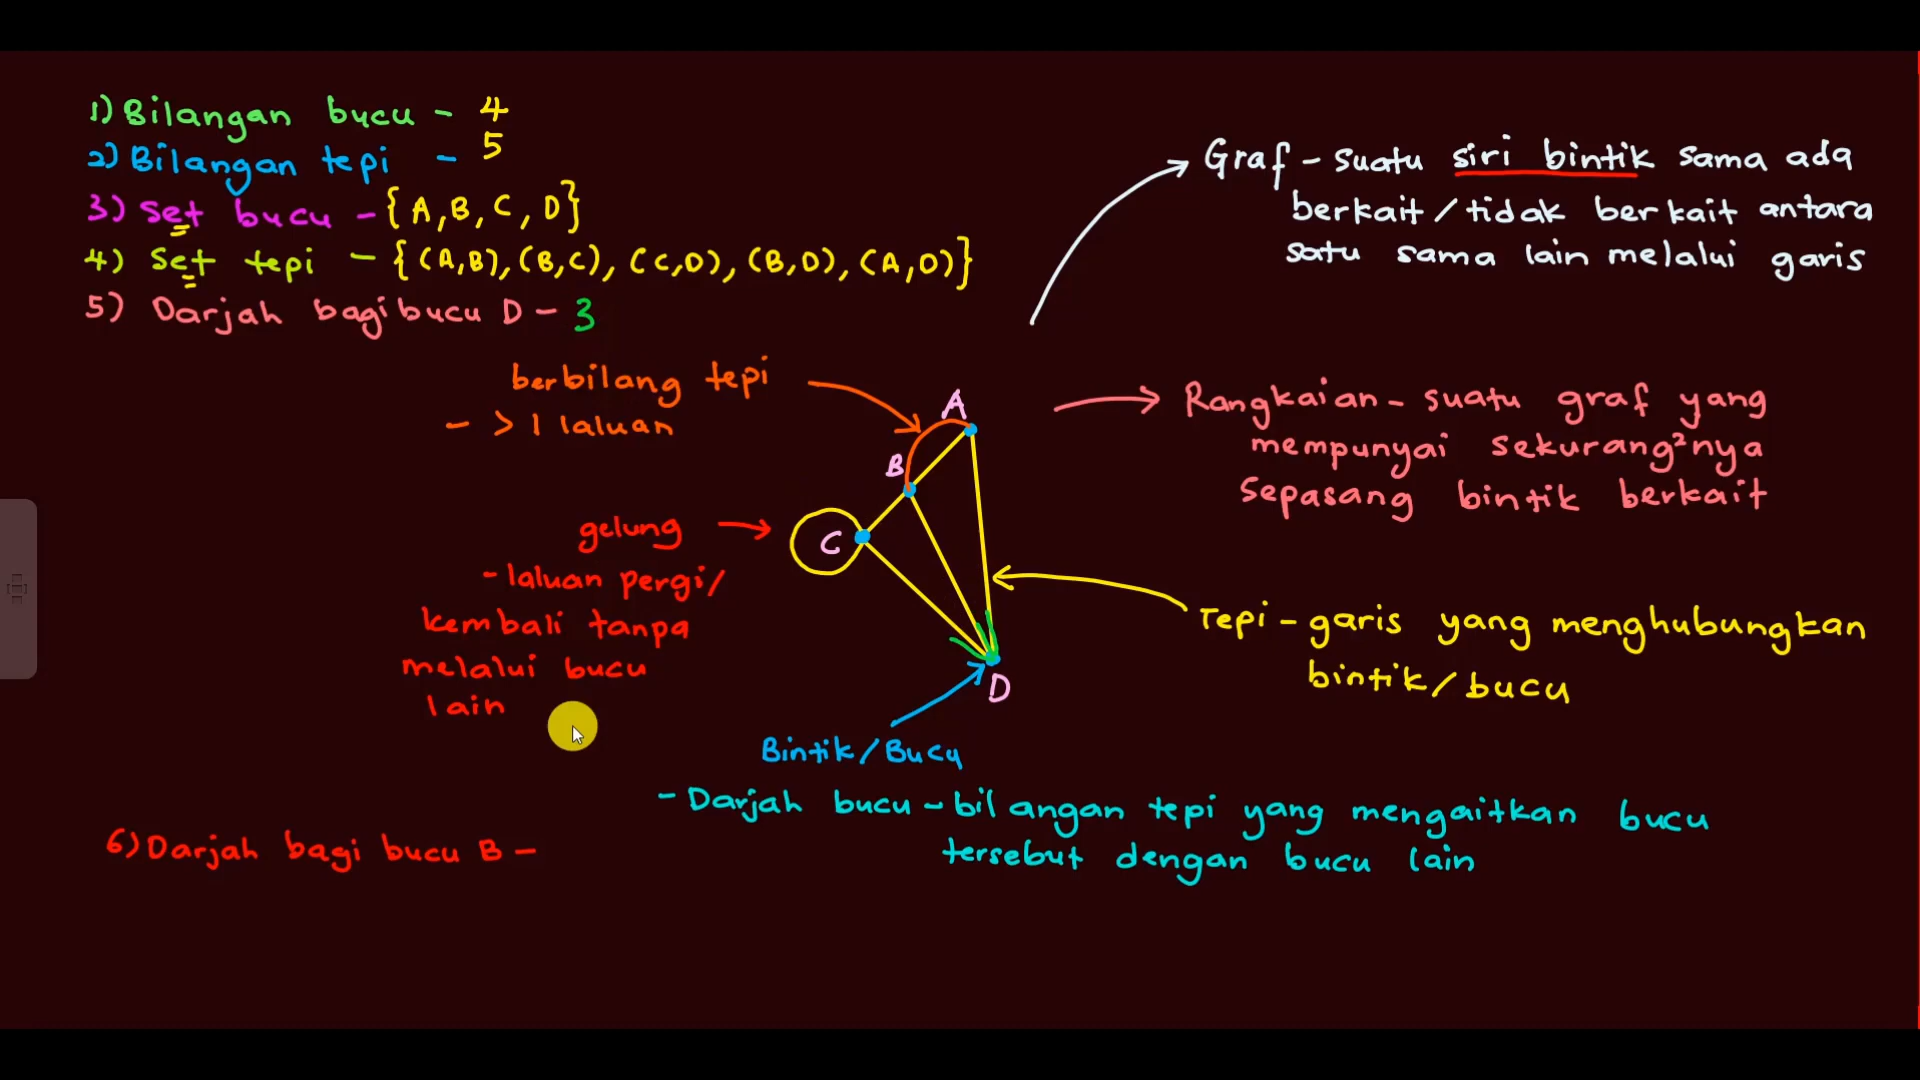 1) Bilangan bucu - 4
2) Bilangan tepi - 5
3) Set bucu - {A,B,C,D}
4) Set tepi - {(A,B),(B,C),(C,D),(B,D),(A,D)}
5) Darjah bagi bucu D - 3
Graf - suatu siri bintik sama ada
berkait/tidak berkait antara
satu sama lain melalui garis
berbilang tepi
- > 1 laluan
A
B
C
D
Rangkaian - suatu graf yang
mempunyai sekurang²nya
sepasang bintik berkait
gelung
- laluan pergi/
kembali tanpa
melalui bucu
lain
Tepi - garis yang menghubungkan
bintik/bucu
Bintik/Bucu
- Darjah bucu - bilangan tepi yang mengaitkan bucu
tersebut dengan bucu lain
6) Darjah bagi bucu B -